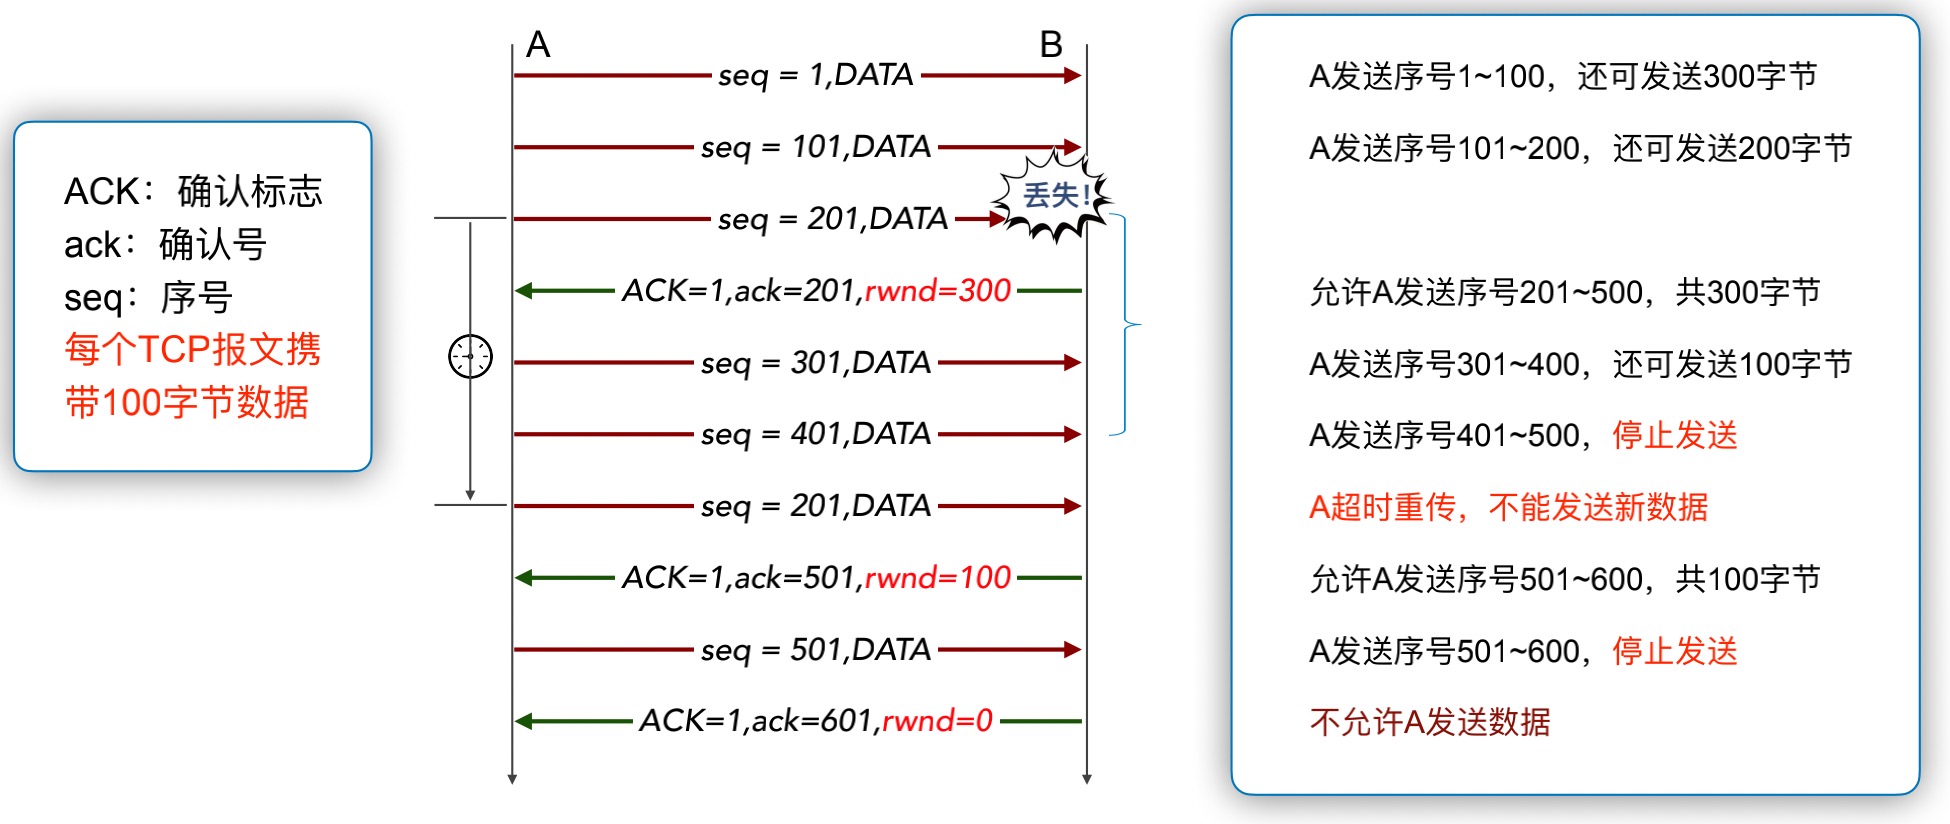 ACK：确认标志
ack：确认号
seq：序号
每个TCP报文携
带100字节数据
A
B
seq = 1,DATA
seq = 101,DATA
丢失!
seq = 201,DATA
ACK=1,ack=201,rwnd=300
seq = 301,DATA
seq = 401,DATA
seq = 201,DATA
ACK=1,ack=501,rwnd=100
seq = 501,DATA
ACK=1,ack=601,rwnd=0
A发送序号1~100，还可发送300字节
A发送序号101~200，还可发送200字节
允许A发送序号201~500，共300字节
A发送序号301~400，还可发送100字节
A发送序号401~500，停止发送
A超时重传，不能发送新数据
允许A发送序号501~600，共100字节
A发送序号501~600，停止发送
不允许A发送数据